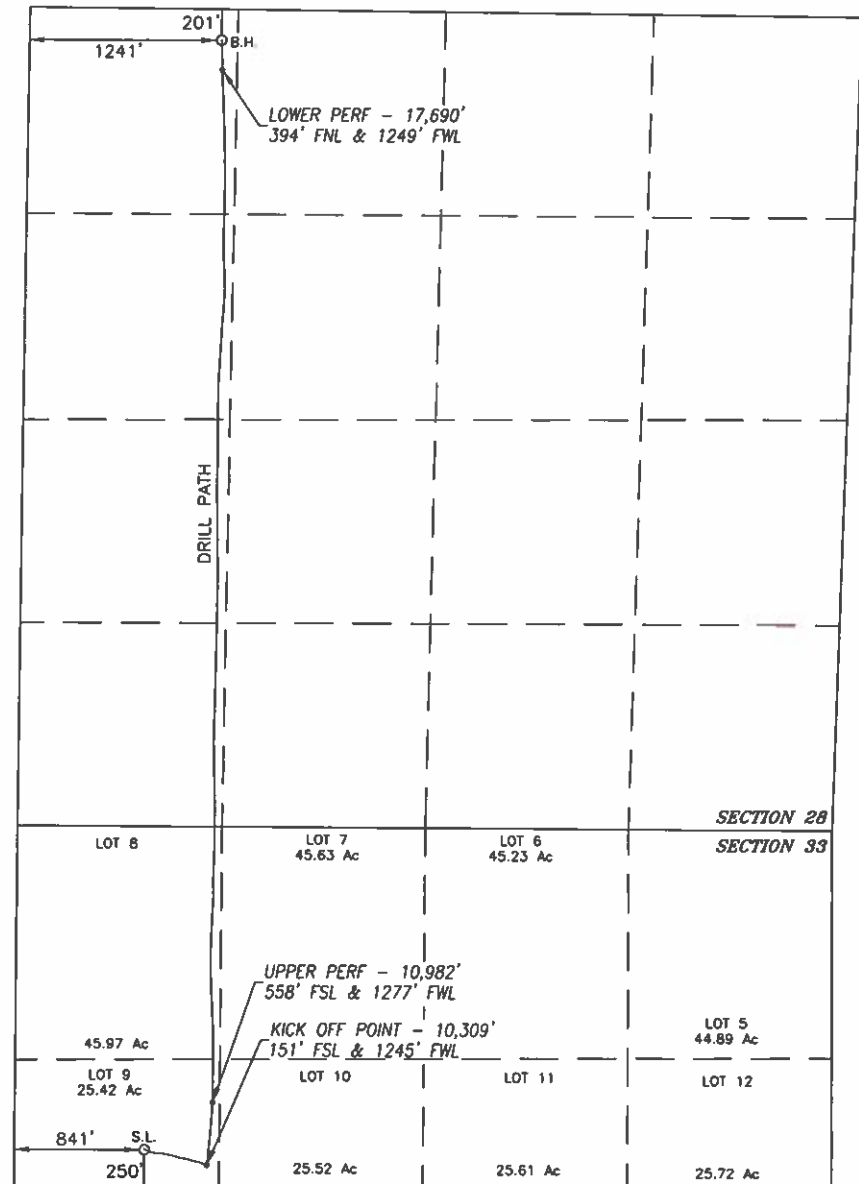 201'
B.H.
1241'
LOWER PERF - 17,690'
394' FNL & 1249' FWL
DRILL PATH
SECTION 28
SECTION 33
LOT 8
LOT 7
45.63 Ac
LOT 6
45.23 Ac
UPPER PERF - 10,982'
558' FSL & 1277' FWL
KICK OFF POINT - 10,309'
151' FSL & 1245' FWL
LOT 5
44.89 Ac
45.97 Ac
LOT 9
25.42 Ac
LOT 10
LOT 11
LOT 12
841'
S.L.
250'
25.52 Ac
25.61 Ac
25.72 Ac